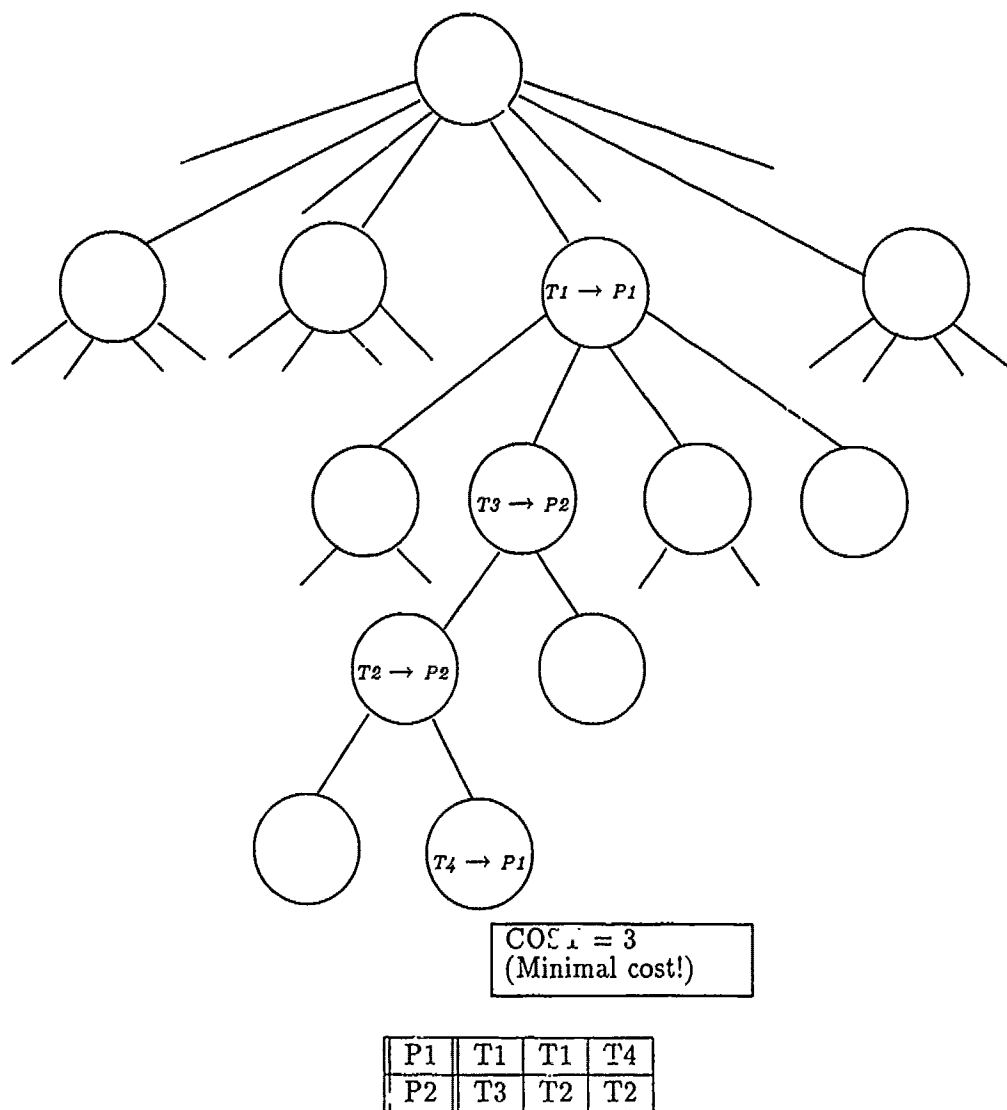 T1 → P1
T3 → P2
T2 → P2
T4 → P1
COST = 3
(Minimal cost!)
P1 T1 T1 T4
P2 T3 T2 T2